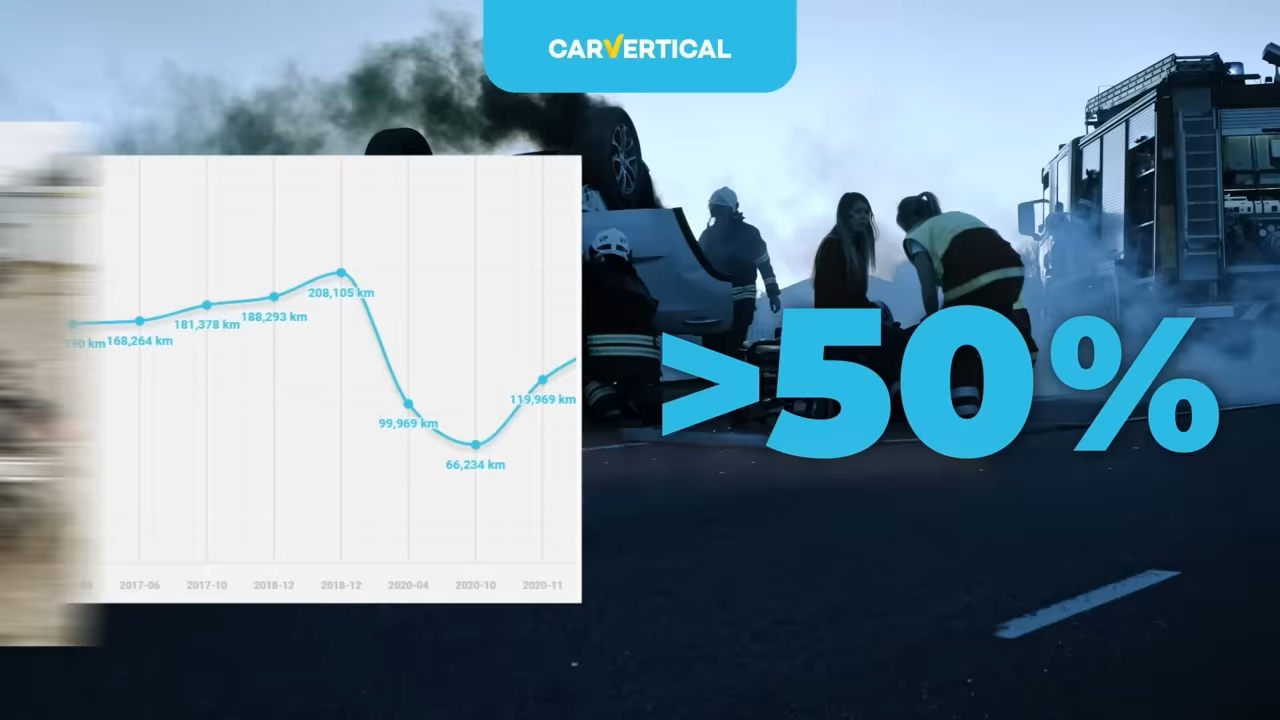 CARVERTICAL
208,105 km
188,293 km
181,378 km
168,264 km
99,969 km
119,969 km
66,234 km
2017-06 2017-10 2018-12 2018-12 2020-04 2020-10 2020-11
>50%